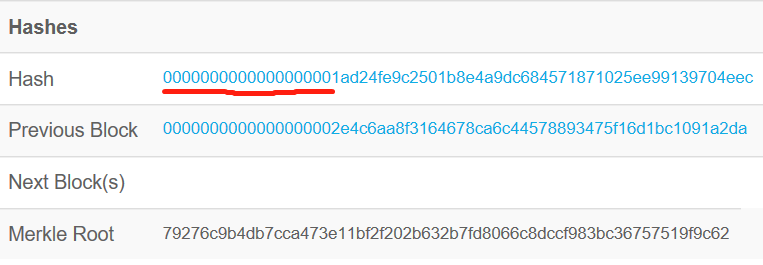 Hashes
Hash 0000000000000000001ad24fe9c2501b8e4a9dc684571871025ee99139704eec
Previous Block 0000000000000000002e4c6aa8f3164678ca6c44578893475f16d1bc1091a2da
Next Block(s)
Merkle Root 79276c9b4db7cca473e11bf2f202b632b7fd8066c8dccf983bc36757519f9c62